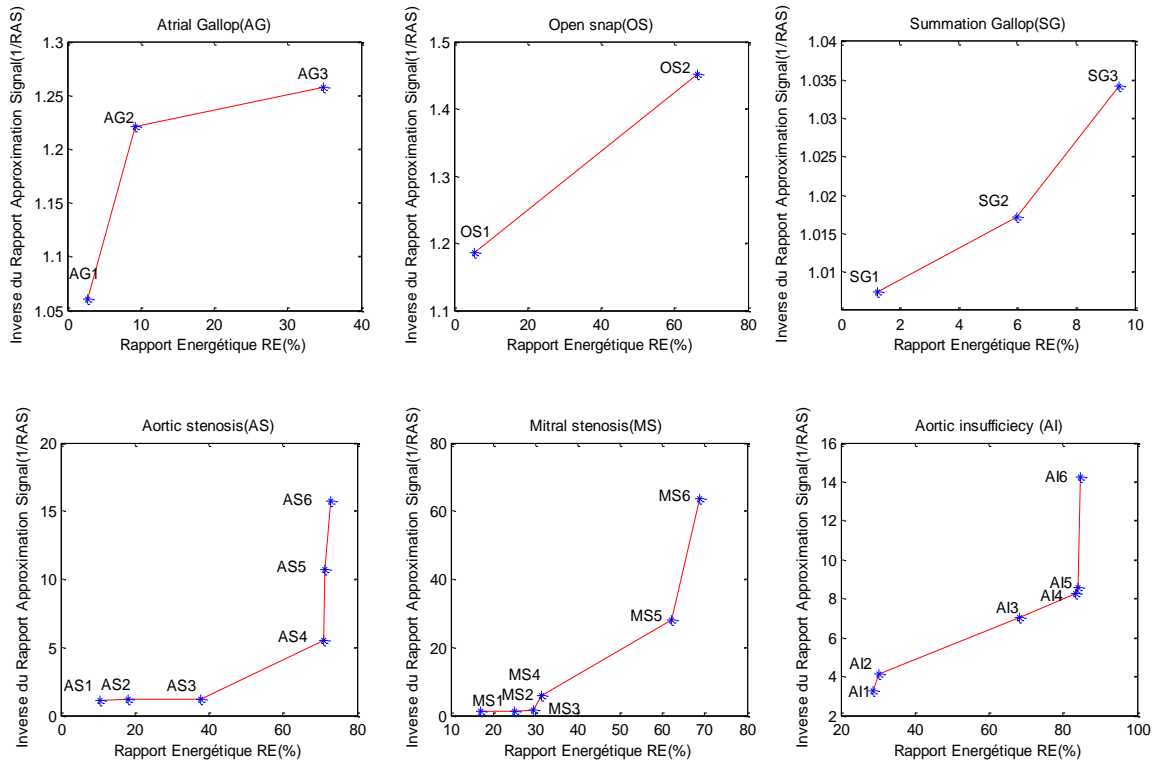 Atrial Gallop(AG)
Inverse du Rapport Approximation Signal(1/RAS)
1.3
1.25
1.2
1.15
1.1
1.05
AG1
AG2
AG3
0 10 20 30 40
Rapport Energétique RE(%)
Open snap(OS)
Inverse du Rapport Approximation Signal(1/RAS)
1.5
1.4
1.3
1.2
1.1
OS1
OS2
0 20 40 60 80
Rapport Energétique RE(%)
Summation Gallop(SG)
Inverse du Rapport Approximation Signal(1/RAS)
1.04
1.035
1.03
1.025
1.02
1.015
1.01
SG1
SG2
SG3
0 2 4 6 8 10
Rapport Energétique RE(%)
Aortic stenosis(AS)
Inverse du Rapport Approximation Signal(1/RAS)
20
15
10
5
0
AS1
AS2
AS3
AS4
AS5
AS6
0 20 40 60 80
Rapport Energétique RE(%)
Mitral stenosis(MS)
Inverse du Rapport Approximation Signal(1/RAS)
80
60
40
20
0
MS1
MS2
MS3
MS4
MS5
MS6
10 20 30 40 50 60 70 80
Rapport Energétique RE(%)
Aortic insufficiecy (AI)
Inverse du Rapport Approximation Signal(1/RAS)
16
14
12
10
8
6
4
2
AI1
AI2
AI3
AI4
AI5
AI6
20 40 60 80 100
Rapport Energétique RE(%)